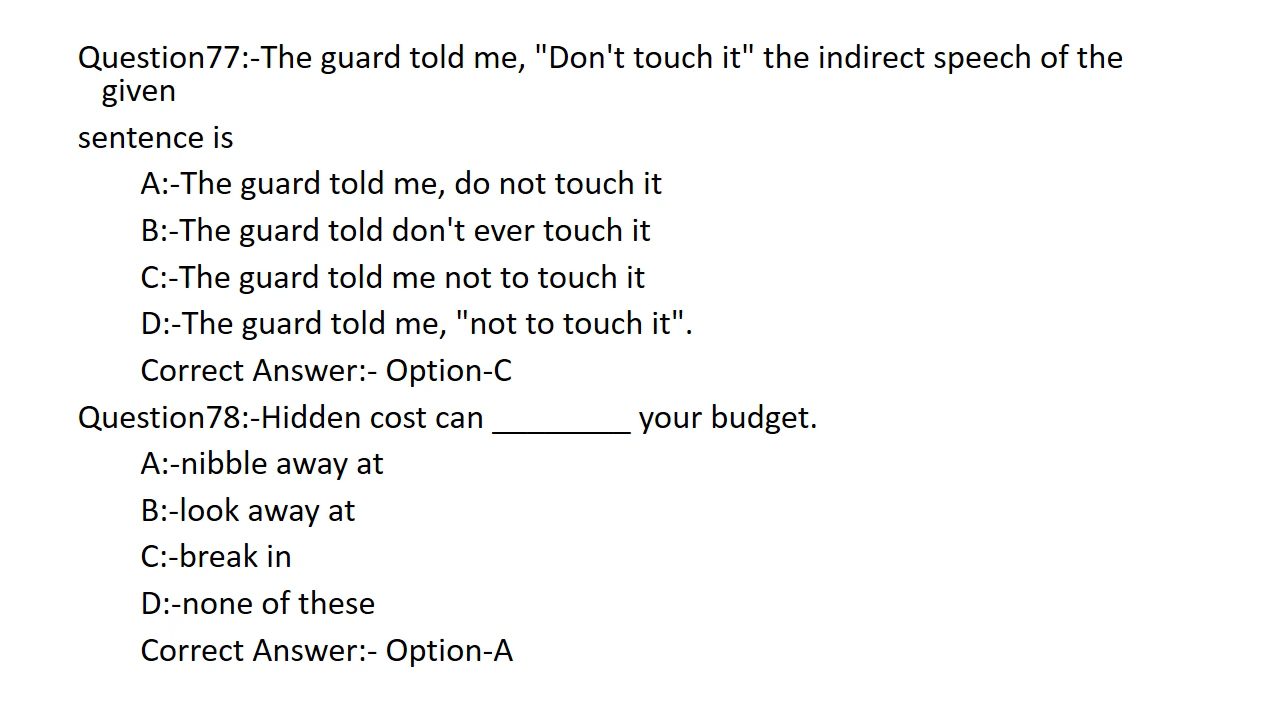 Question77:-The guard told me, "Don't touch it" the indirect speech of the
given
sentence is
A:-The guard told me, do not touch it
B:-The guard told don't ever touch it
C:-The guard told me not to touch it
D:-The guard told me, "not to touch it".
Correct Answer:- Option-C
Question78:-Hidden cost can ________ your budget.
A:-nibble away at
B:-look away at
C:-break in
D:-none of these
Correct Answer:- Option-A